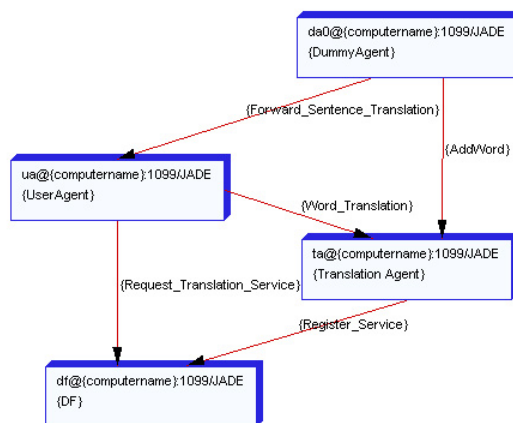 da0@{computername}:1099/JADE
{DummyAgent}
{Forward_Sentence_Translation}
{AddWord}
ua@{computername}:1099/JADE
{UserAgent}
{Word_Translation}
ta@{computername}:1099/JADE
{Translation Agent}
{Request_Translation_Service}
{Register_Service}
df@{computername}:1099/JADE
{DF}